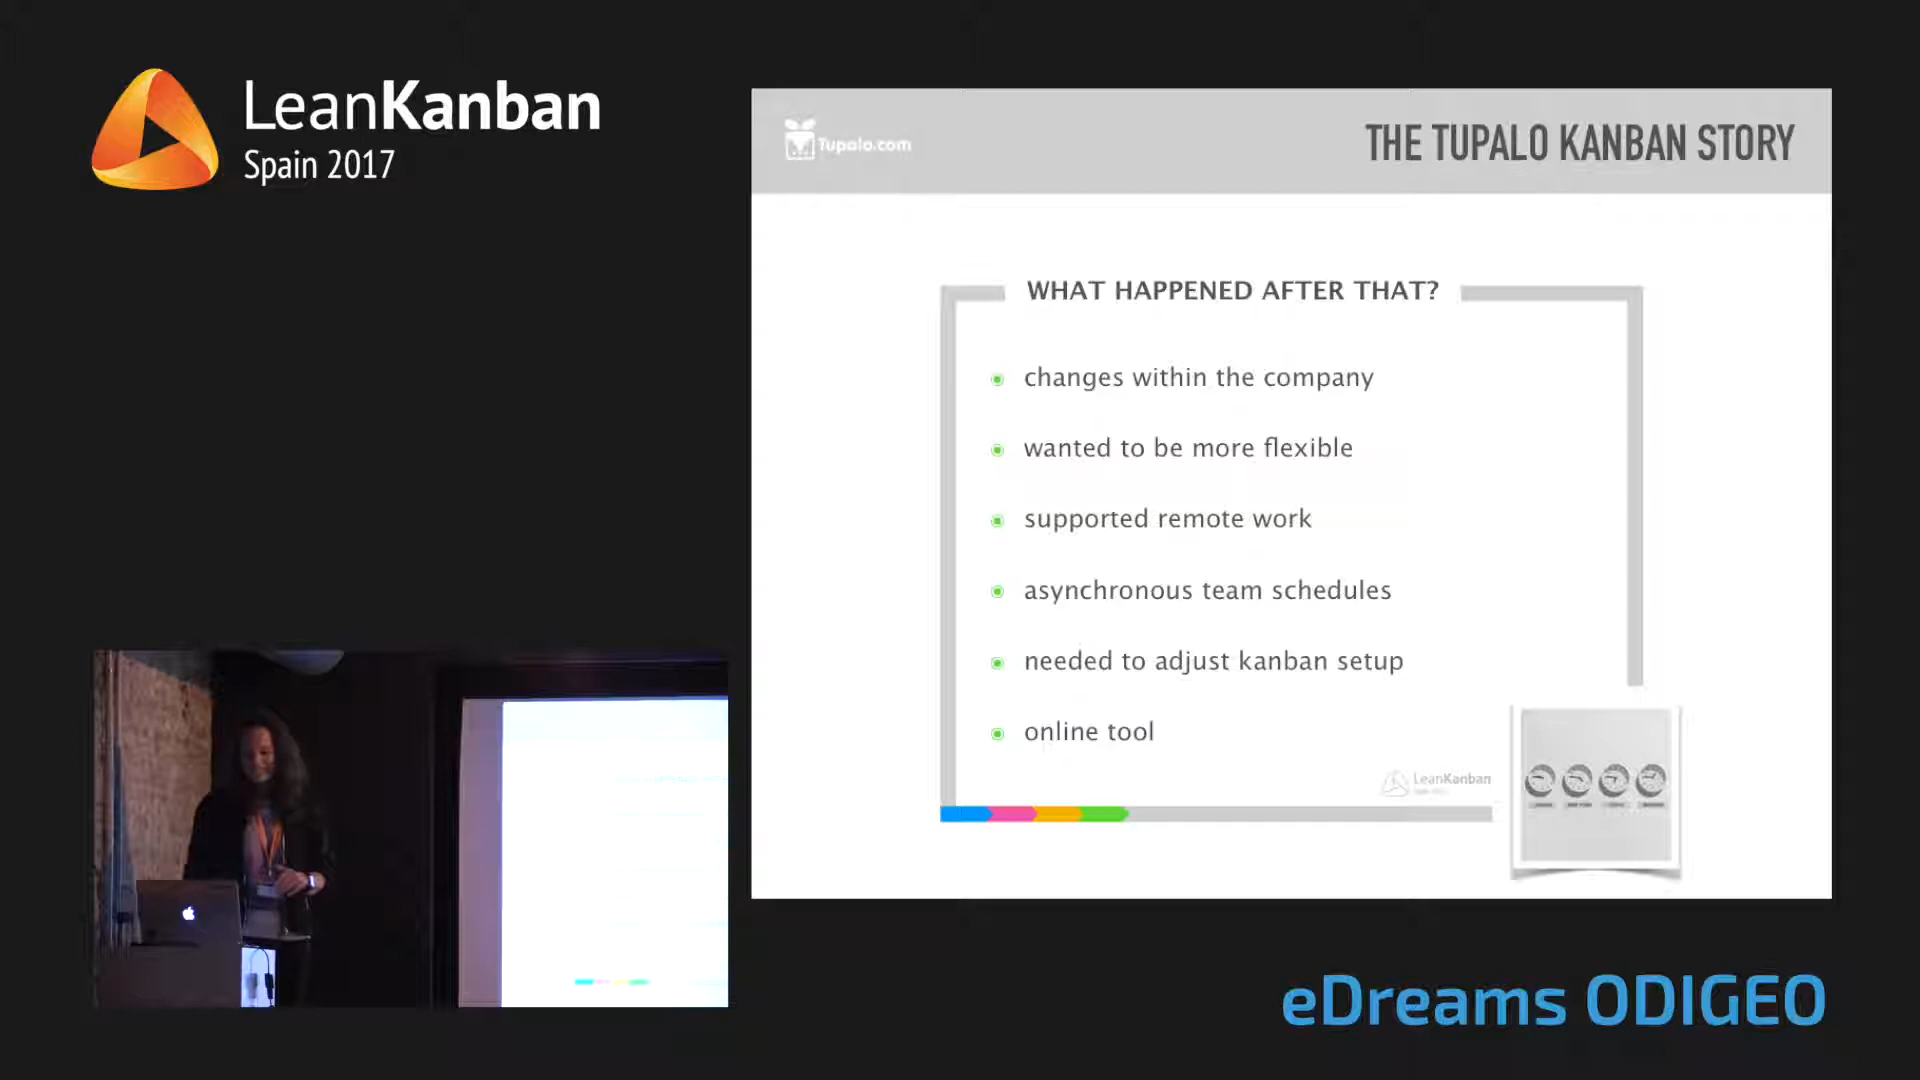 LeanKanban
Spain 2017
Tupalo.com
THE TUPALO KANBAN STORY
WHAT HAPPENED AFTER THAT?
changes within the company
wanted to be more flexible
supported remote work
asynchronous team schedules
needed to adjust kanban setup
online tool
LeanKanban
eDreams ODIGEO